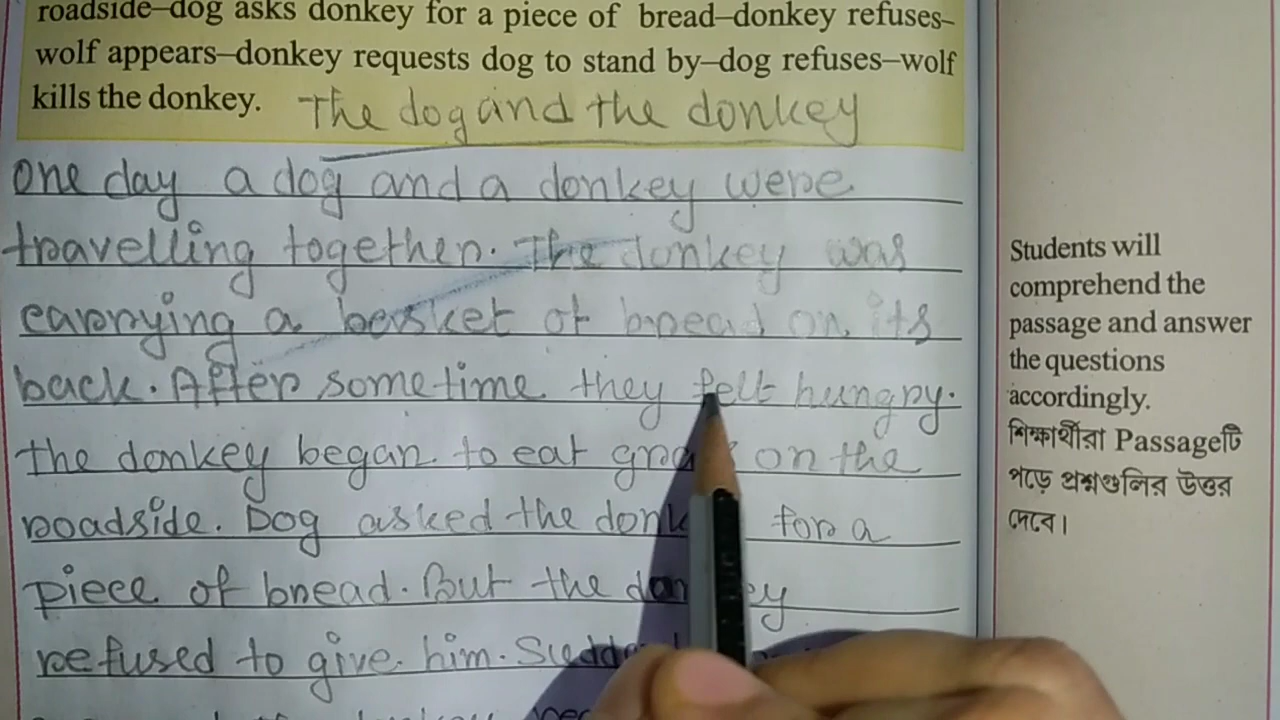 roadside–dog asks donkey for a piece of bread–donkey refuses–
wolf appears–donkey requests dog to stand by–dog refuses–wolf
kills the donkey.
The dog and the donkey
one day a dog and a donkey were
travelling together. The donkey was
carrying a basket of bread on its
back. After sometime they felt hungry.
the donkey began to eat on the
roadside. Dog asked the for a
piece of bread. But the
refused to give him.
Students will
comprehend the
passage and answer
the questions
accordingly.
শিক্ষার্থীরা Passageটি
পড়ে প্রশ্নগুলির উত্তর
দেবে।